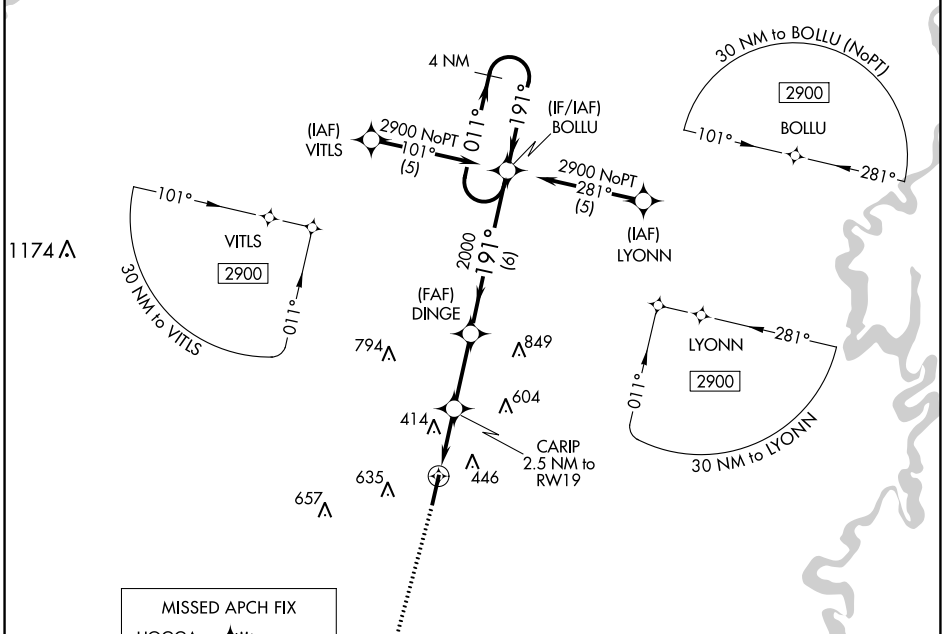 30 NM to BOLLU (NoPT)
2900
BOLLU
101°
281°
4 NM
011°
191°
(IF/IAF)
BOLLU
(IAF)
VITLS
2900 NoPT
101°
(5)
2900 NoPT
281°
(5)
(IAF)
LYONN
101°
VITLS
2900
011°
30 NM to VITLS
1174
2000
191°
(6)
(FAF)
DINGE
794
849
604
414
CARIP
2.5 NM to
RW19
446
635
657
LYONN
2900
281°
011°
30 NM to LYONN
MISSED APCH FIX